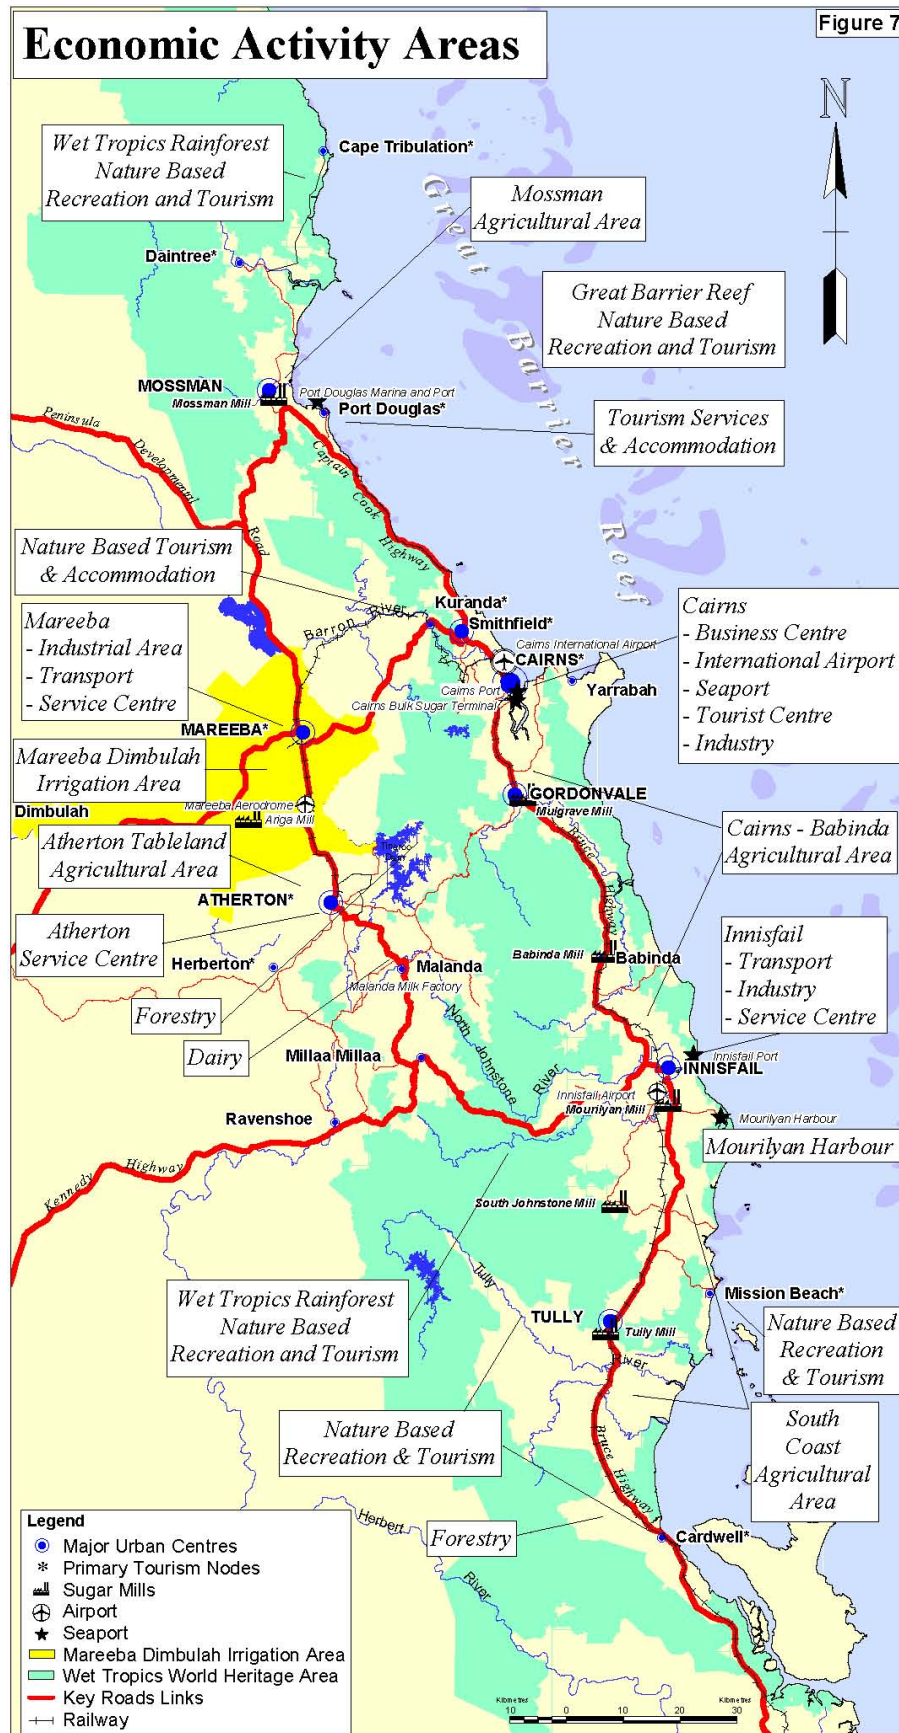 Economic Activity Areas
Figure 7
N
Wet Tropics Rainforest
Nature Based
Recreation and Tourism
Cape Tribulation*
Mossman
Agricultural Area
Daintree*
Great Barrier Reef
Great Barrier Reef
Nature Based
Recreation and Tourism
MOSSMAN
Mossman Mill
Port Douglas Marina and Port
Port Douglas*
Tourism Services
& Accommodation
Peninsula Developmental Road
Captain Cook Highway
Nature Based Tourism
& Accommodation
Kuranda*
Smithfield*
Barron River
Cairns International Airport
CAIRNS*
Cairns Port
Cairns Bulk Sugar Terminal
Yarrabah
Cairns
- Business Centre
- International Airport
- Seaport
- Tourist Centre
- Industry
Mareeba
- Industrial Area
- Transport
- Service Centre
MAREEBA*
Mareeba Dimbulah
Irrigation Area
Dimbulah
Mareeba Aerodrome
Ariga Mill
GORDONVALE
Mulgrave Mill
Bruce Highway
Cairns - Babinda
Agricultural Area
Atherton Tableland
Agricultural Area
Tinaroo
ATHERTON*
Atherton
Service Centre
Herberton*
Malanda
Malanda Milk Factory
Babinda Mill
Babinda
Innisfail
- Transport
- Industry
- Service Centre
Forestry
Dairy
North Johnstone River
Millaa Millaa
Innisfail Port
INNISFAIL
Innisfail Airport
Mourilyan Mill
Mourilyan Harbour
Mourilyan Harbour
Ravenshoe
Kennedy Highway
South Johnstone Mill
Tully River
Wet Tropics Rainforest
Nature Based
Recreation and Tourism
TULLY
Tully Mill
Mission Beach*
Nature Based
Recreation
& Tourism
Nature Based
Recreation & Tourism
South
Coast
Agricultural
Area
Bruce Highway
Herbert River
Forestry
Cardwell*
Legend
Major Urban Centres
* Primary Tourism Nodes
Sugar Mills
Airport
Seaport
Mareeba Dimbulah Irrigation Area
Wet Tropics World Heritage Area
Key Roads Links
Railway
Kilometres Kilometres
10 0 10 20 30